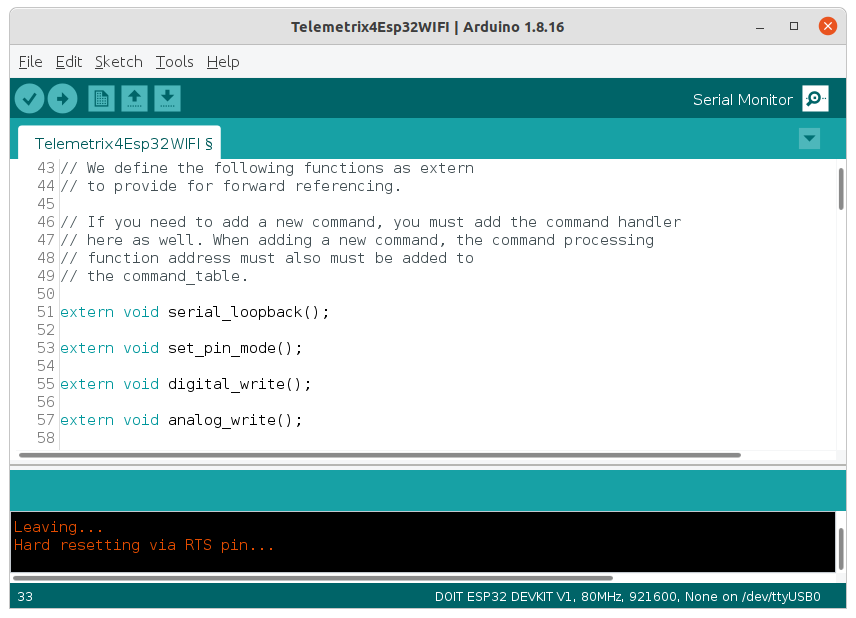 Telemetrix4Esp32WIFI | Arduino 1.8.16
File Edit Sketch Tools Help
Serial Monitor
Telemetrix4Esp32WIFI §
43 // We define the following functions as extern
44 // to provide for forward referencing.
45
46 // If you need to add a new command, you must add the command handler
47 // here as well. When adding a new command, the command processing
48 // function address must also must be added to
49 // the command_table.
50
51 extern void serial_loopback();
52
53 extern void set_pin_mode();
54
55 extern void digital_write();
56
57 extern void analog_write();
58
Leaving...
Hard resetting via RTS pin...
33 DOIT ESP32 DEVKIT V1, 80MHz, 921600, None on /dev/ttyUSB0